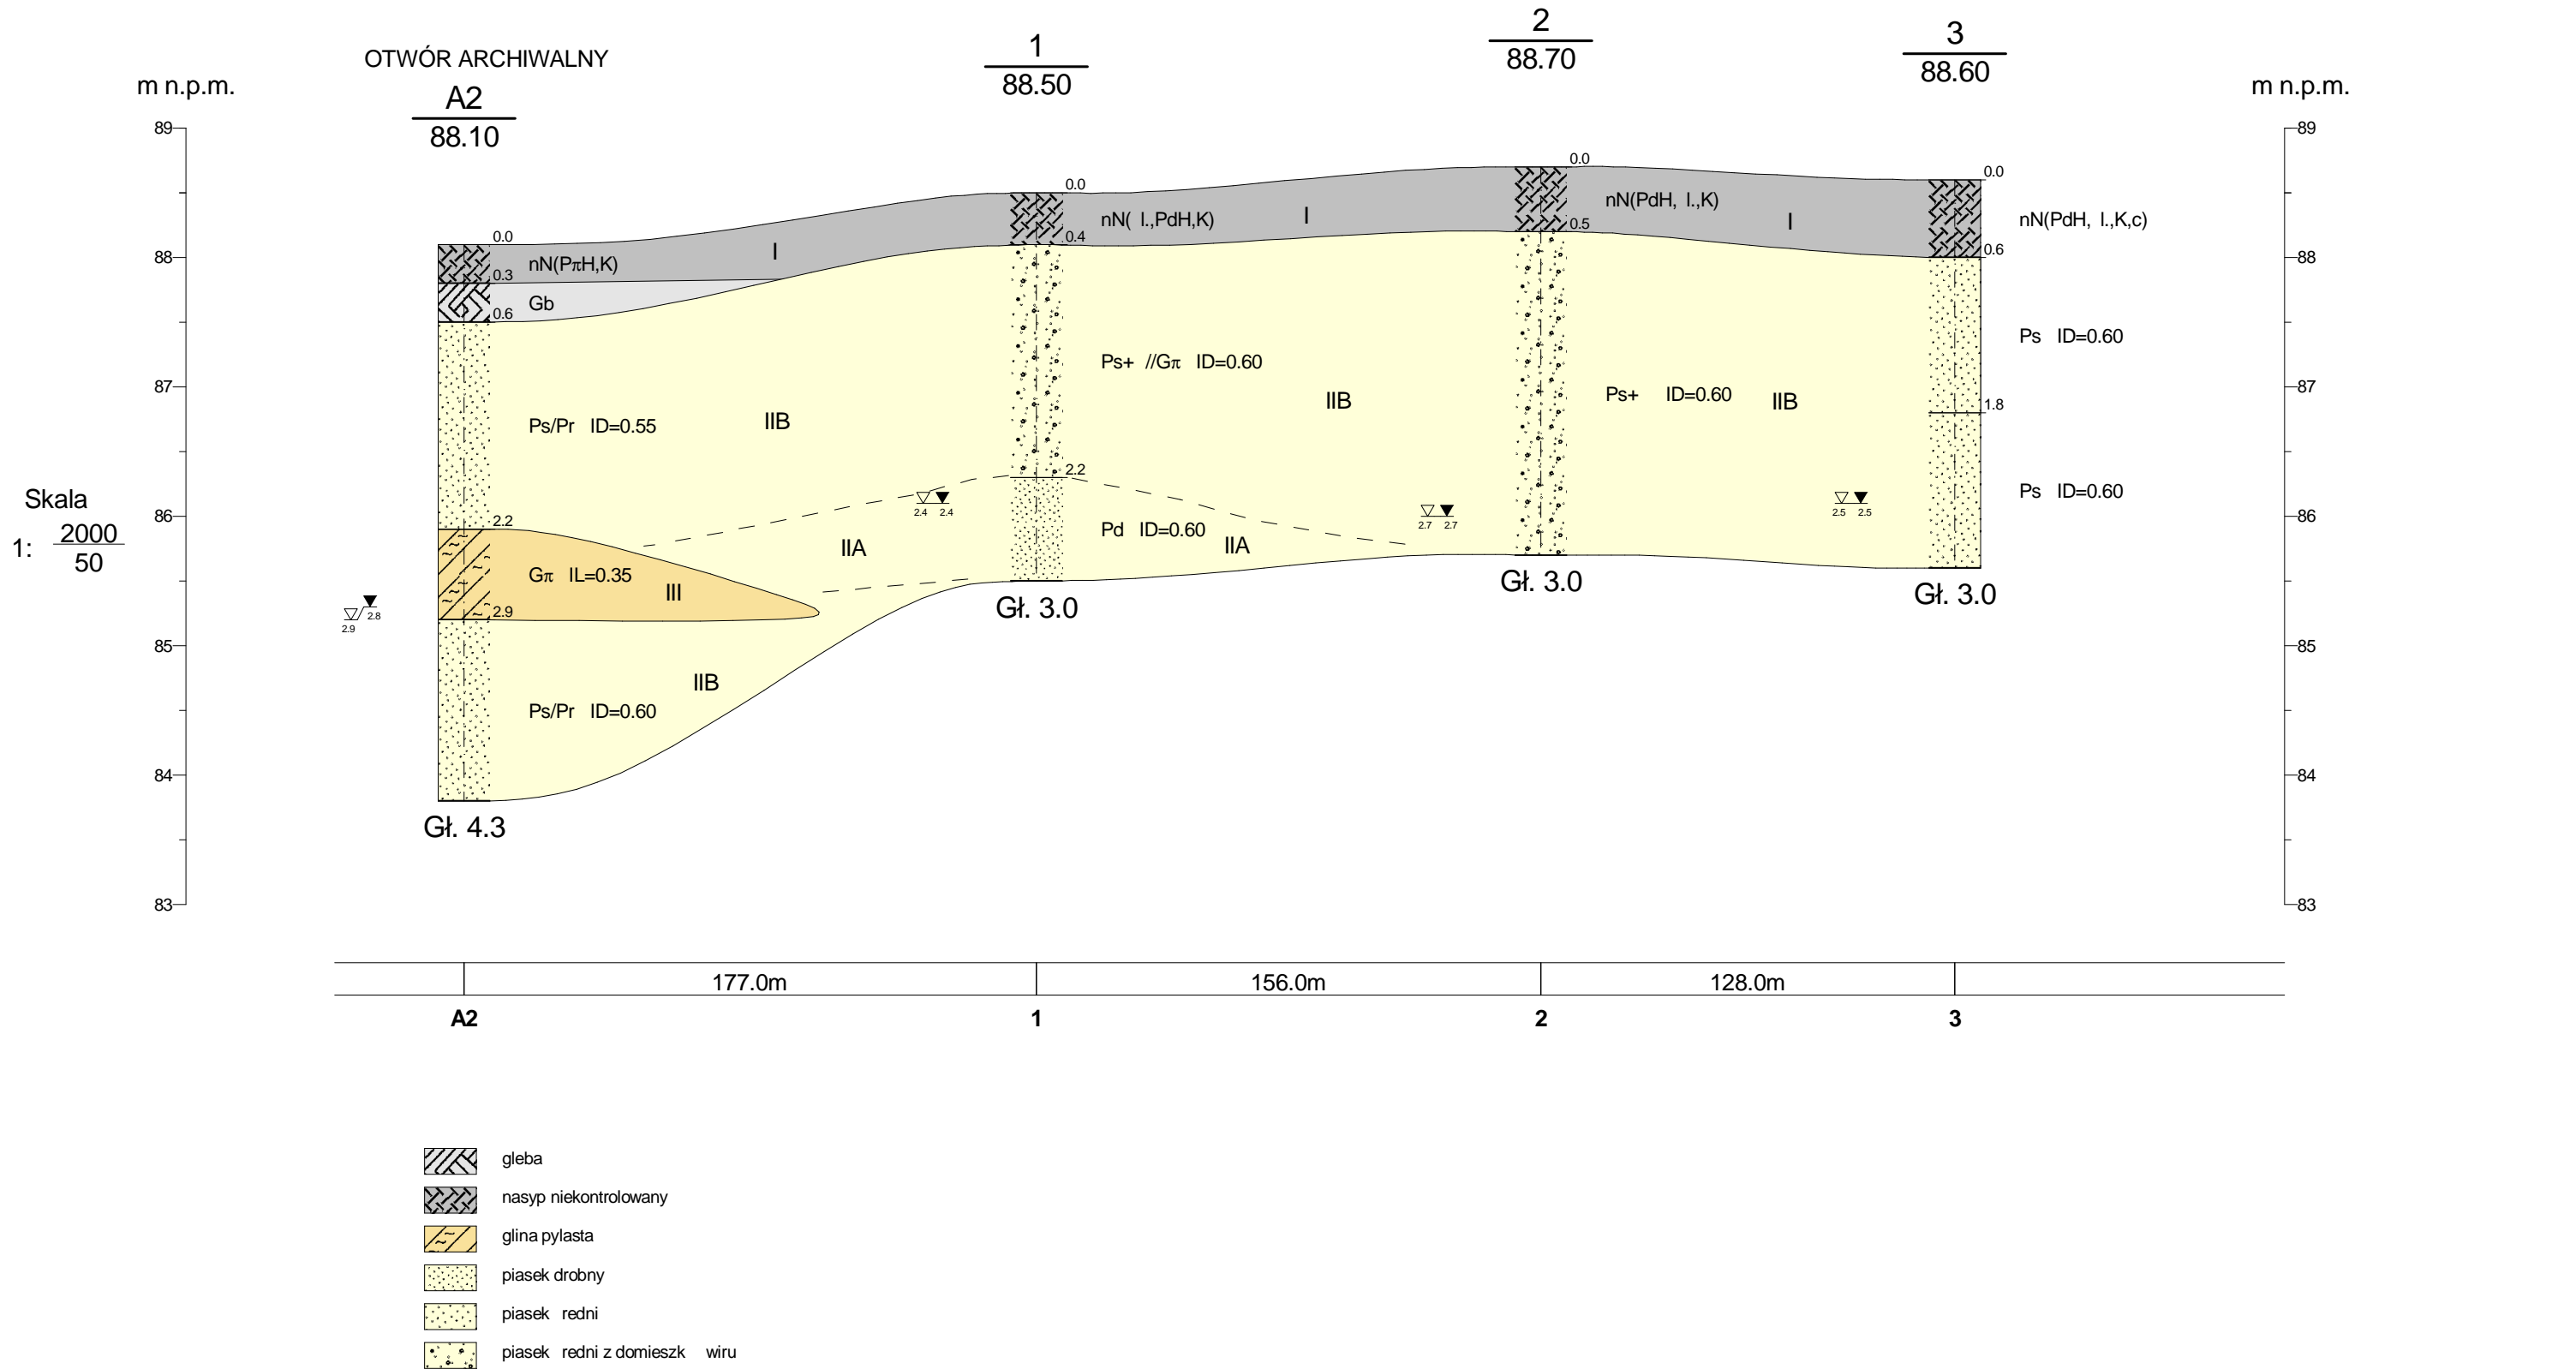 OTWÓR ARCHIWALNY
A2
88.10
1
88.50
2
88.70
3
88.60
m n.p.m.
m n.p.m.
89
88
87
86
85
84
83
89
88
87
86
85
84
83
Skala
1: 2000
50
0.0
nN(PπH,K)
0.3
Gb
0.6
Ps/Pr ID=0.55
2.2
Gπ IL=0.35
2.9
Ps/Pr ID=0.60
Gł. 4.3
2.9 2.8
I
IIB
IIA
III
IIB
2.4 2.4
0.0
nN( l.,PdH,K)
0.4
Ps+ //Gπ ID=0.60
2.2
Pd ID=0.60
Gł. 3.0
I
IIB
IIA
2.7 2.7
0.0
nN(PdH, l.,K)
0.5
Ps+ ID=0.60
Gł. 3.0
I
IIB
2.5 2.5
0.0
nN(PdH, l.,K,c)
0.6
Ps ID=0.60
1.8
Ps ID=0.60
Gł. 3.0
177.0m 156.0m 128.0m
A2 1 2 3
gleba
nasyp niekontrolowany
glina pylasta
piasek drobny
piasek redni
piasek redni z domieszk wiru